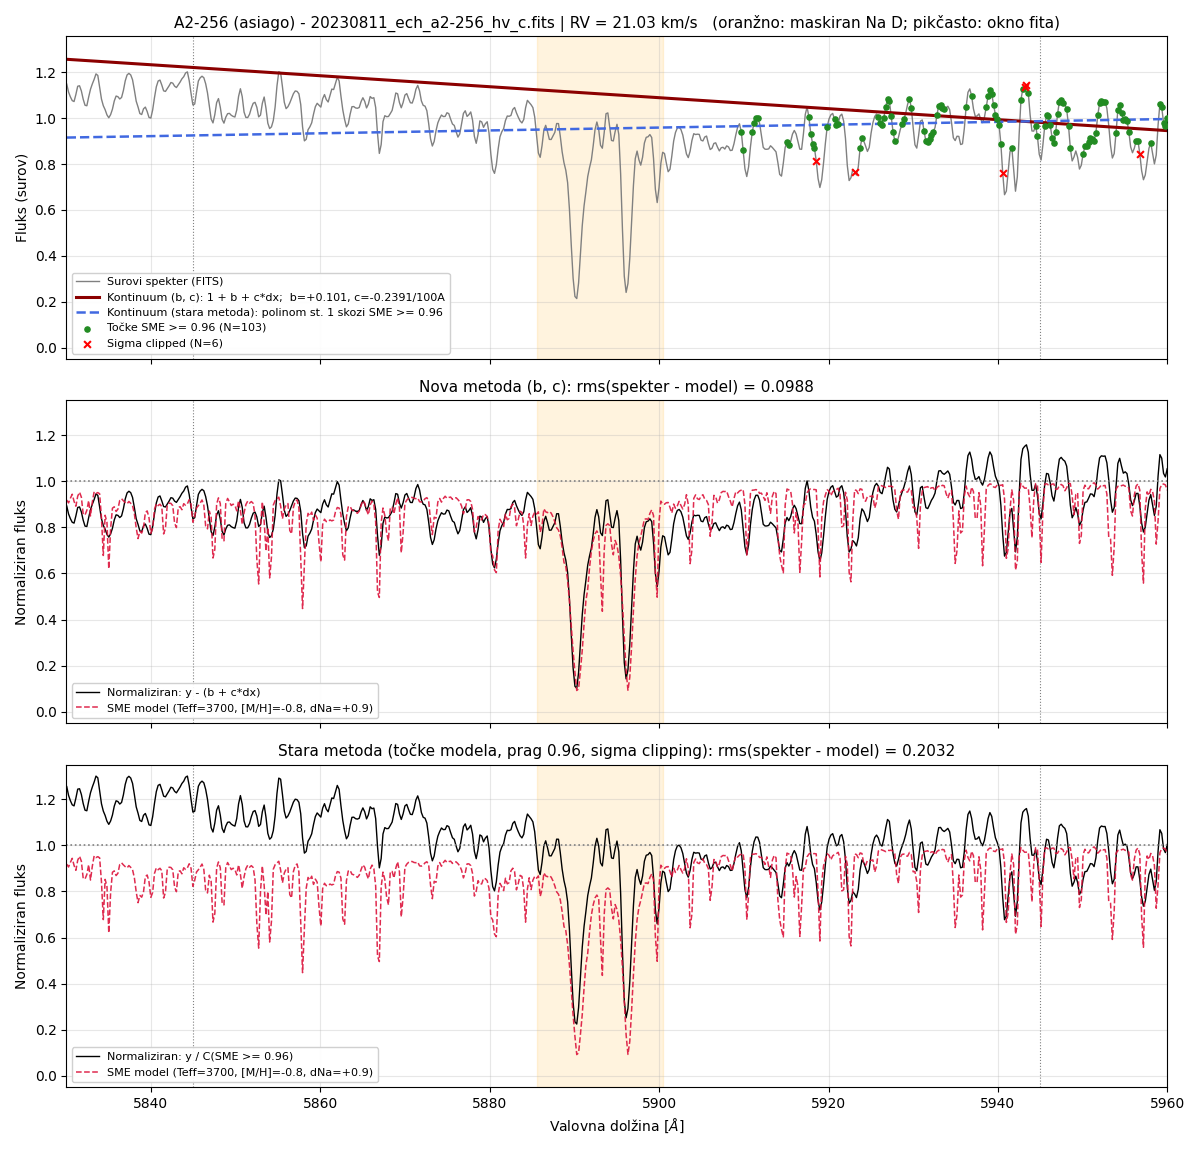 A2-256 (asiago) - 20230811_ech_a2-256_hv_c.fits | RV = 21.03 km/s   (oranžno: maskiran Na D; pikčasto: okno fita)
1.2
1.0
0.8
0.6
0.4
0.2
0.0
Fluks (surov)
Surovi spekter (FITS)
Kontinuum (b, c): 1 + b + c*dx;  b=+0.101, c=-0.2391/100A
Kontinuum (stara metoda): polinom st. 1 skozi SME >= 0.96
Točke SME >= 0.96 (N=103)
Sigma clipped (N=6)
Nova metoda (b, c): rms(spekter - model) = 0.0988
1.2
1.0
0.8
0.6
0.4
0.2
0.0
Normaliziran fluks
Normaliziran: y - (b + c*dx)
SME model (Teff=3700, [M/H]=-0.8, dNa=+0.9)
Stara metoda (točke modela, prag 0.96, sigma clipping): rms(spekter - model) = 0.2032
1.2
1.0
0.8
0.6
0.4
0.2
0.0
Normaliziran fluks
Normaliziran: y / C(SME >= 0.96)
SME model (Teff=3700, [M/H]=-0.8, dNa=+0.9)
5840 5860 5880 5900 5920 5940 5960
Valovna dolžina [Å]